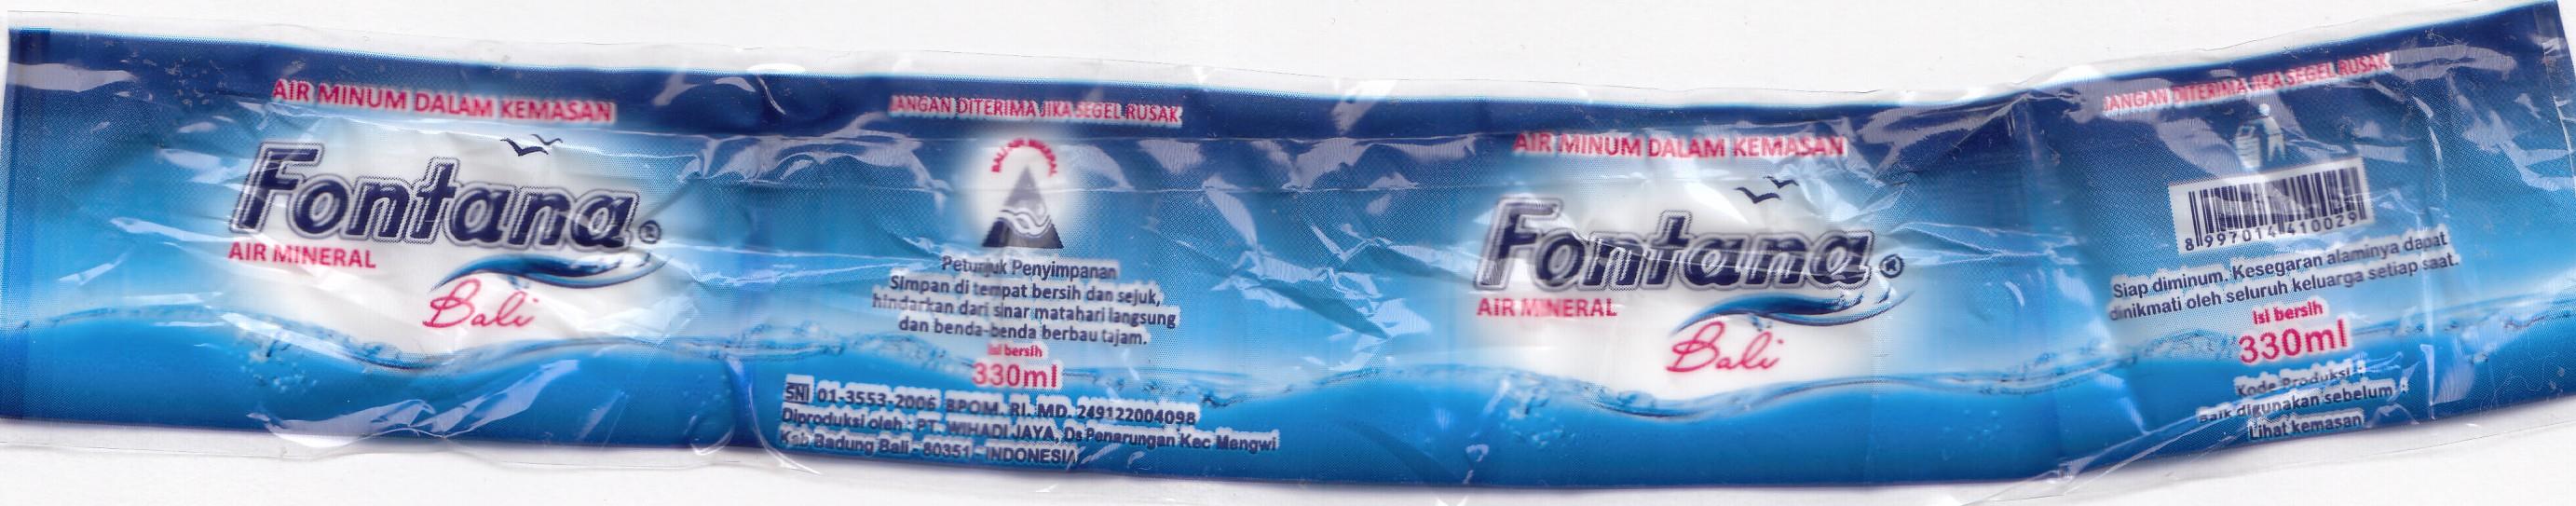 AIR MINUM DALAM KEMASAN
Fontana®
AIR MINERAL
Bali
JANGAN DITERIMA JIKA SEGEL RUSAK
BALI AIR MINERAL
Petunjuk Penyimpanan
Simpan di tempat bersih dan sejuk,
hindarkan dari sinar matahari langsung
dan benda-benda berbau tajam.
Isi bersih
330ml
SNI 01-3553-2006 BPOM. RI. MD. 249122004098
Diproduksi oleh : PT. WIHADI JAYA, Ds Penarungan Kec Mengwi
Kab Badung Bali - 80351 - INDONESIA
AIR MINUM DALAM KEMASAN
Fontana®
AIR MINERAL
Bali
JANGAN DITERIMA JIKA SEGEL RUSAK
8 997014 410029
Siap diminum. Kesegaran alaminya dapat
dinikmati oleh seluruh keluarga setiap saat.
Isi bersih
330ml
Kode Produksi :
Baik digunakan sebelum :
Lihat kemasan